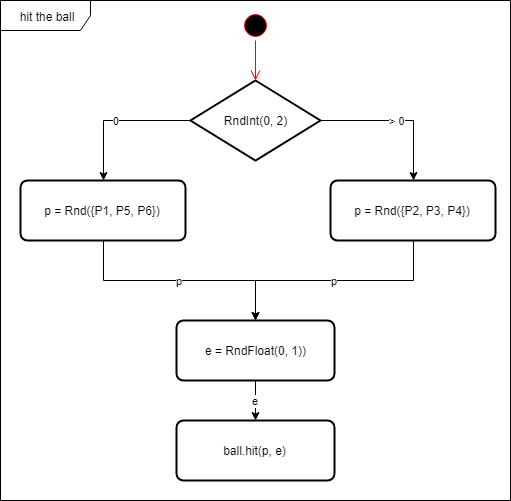 hit the ball
RndInt(0, 2)
0
> 0
p = Rnd({P1, P5, P6})
p = Rnd({P2, P3, P4})
p
p
e = RndFloat(0, 1))
e
ball.hit(p, e)